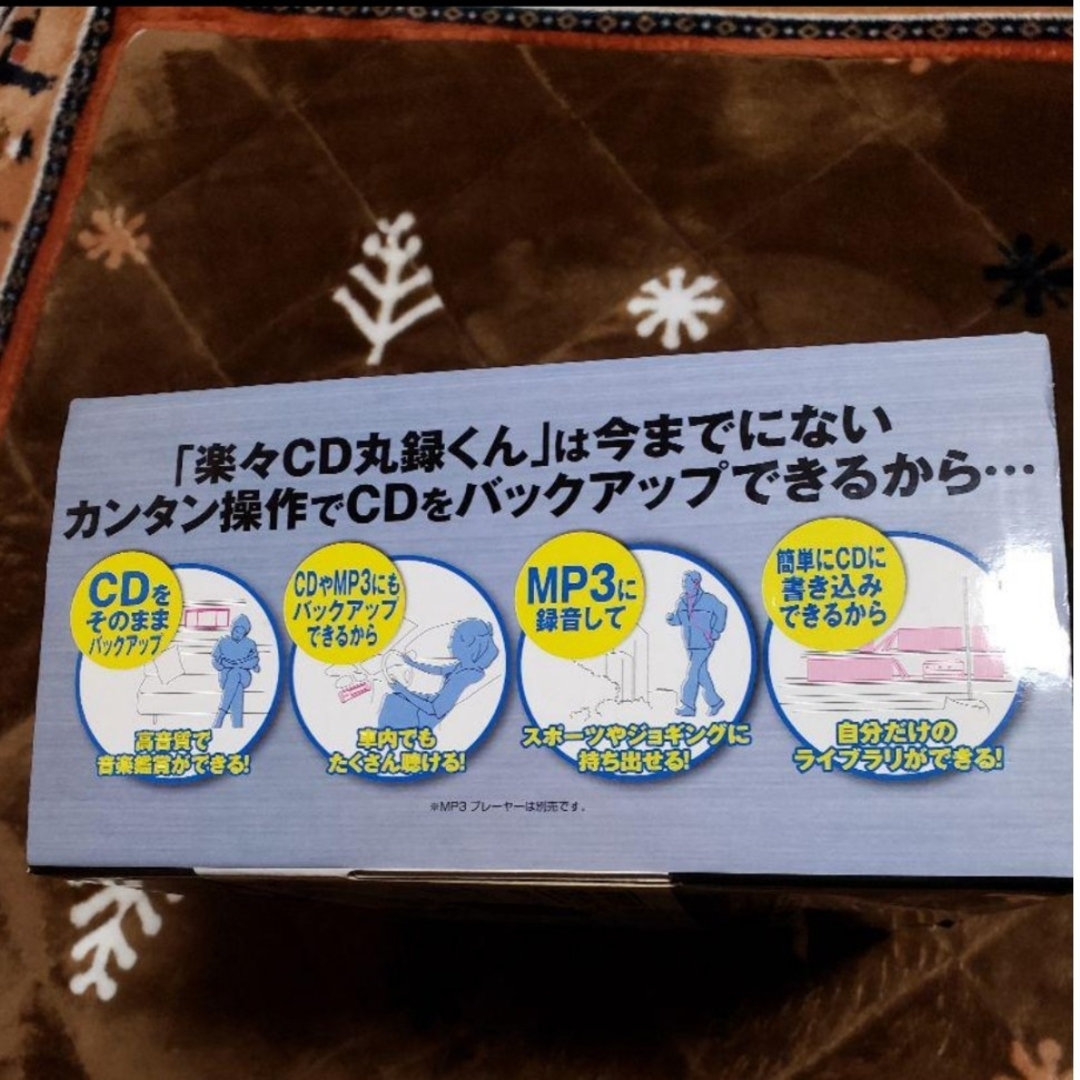 「楽々CD丸録くん」は今までにない
カンタン操作でCDをバックアップできるから…
CDを
そのまま
バックアップ
高音質で
音楽鑑賞ができる!
CDやMP3にも
バックアップ
できるから
車内でも
たくさん聴ける!
MP3に
録音して
スポーツやジョギングに
持ち出せる!
簡単にCDに
書き込み
できるから
自分だけの
ライブラリができる!
※MP3 プレーヤーは別売です。